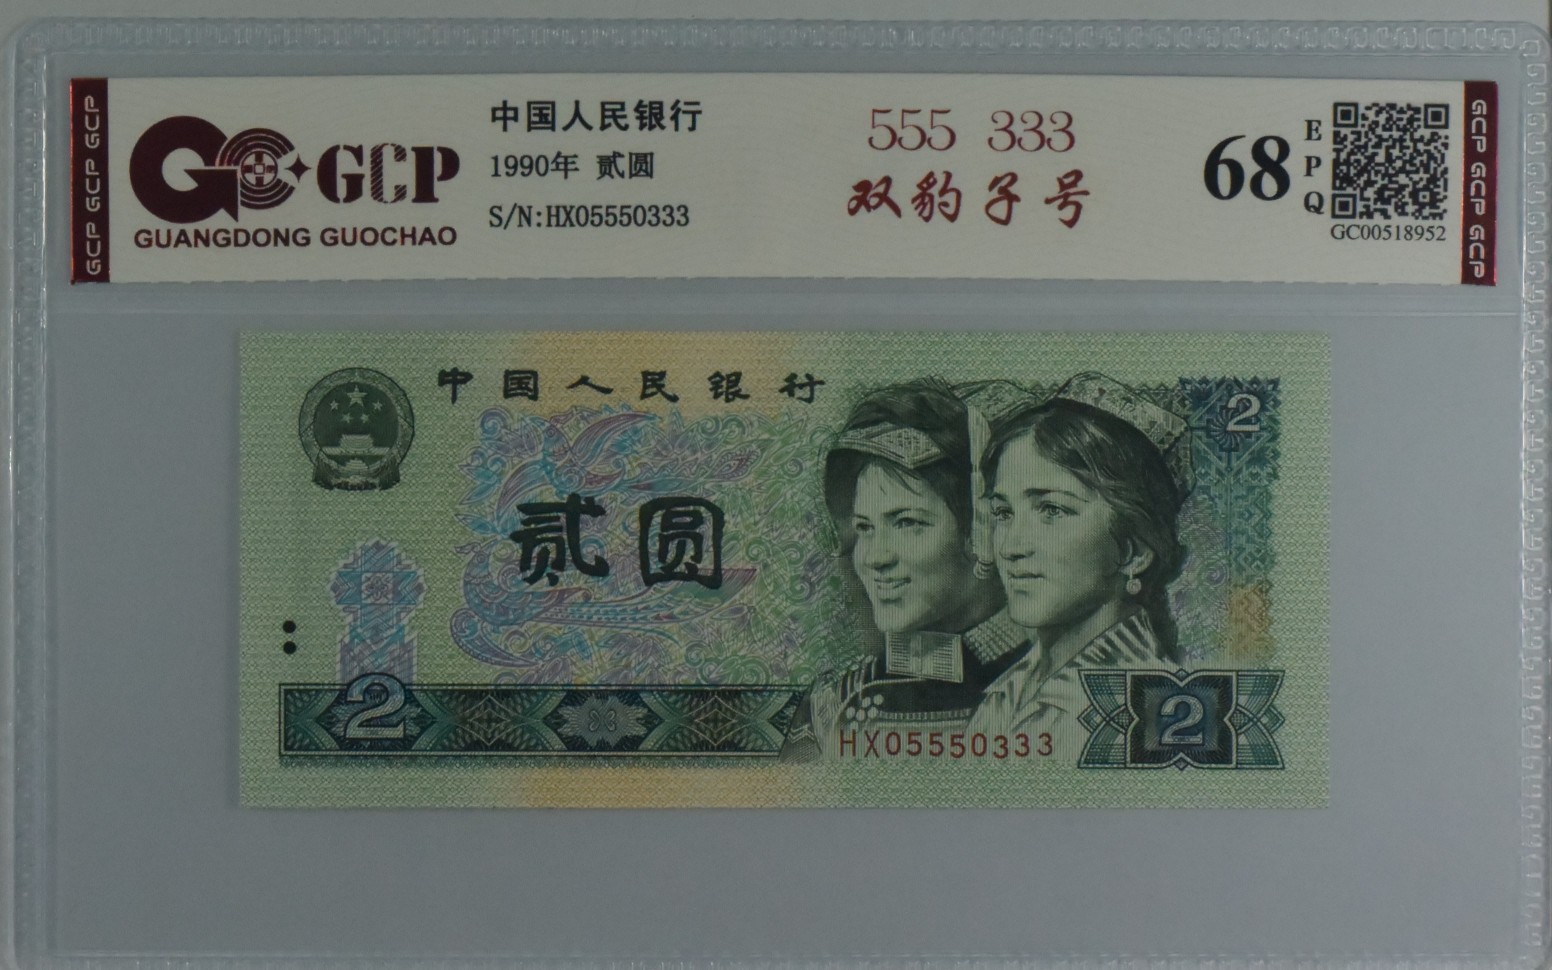 GCP GCP GCP
GCP
GUANGDONG GUOCHAO
中国人民银行
1990年 贰圆
S/N:HX05550333
555 333
双豹子号
68
EPQ
GC00518952
GCP GCP GCP
中国人民银行
2
贰圆
2
HX05550333
2